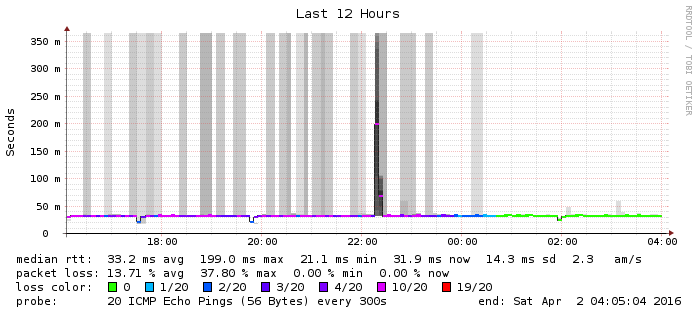 Last 12 Hours
RRDTOOL / TOBI OETIKER
Seconds
350 m
300 m
250 m
200 m
150 m
100 m
50 m
0
18:00 20:00 22:00 00:00 02:00 04:00
median rtt: 33.2 ms avg 199.0 ms max 21.1 ms min 31.9 ms now 14.3 ms sd 2.3 am/s
packet loss: 13.71 % avg 37.80 % max 0.00 % min 0.00 % now
loss color: 0 1/20 2/20 3/20 4/20 10/20 19/20
probe: 20 ICMP Echo Pings (56 Bytes) every 300s end: Sat Apr 2 04:05:04 2016